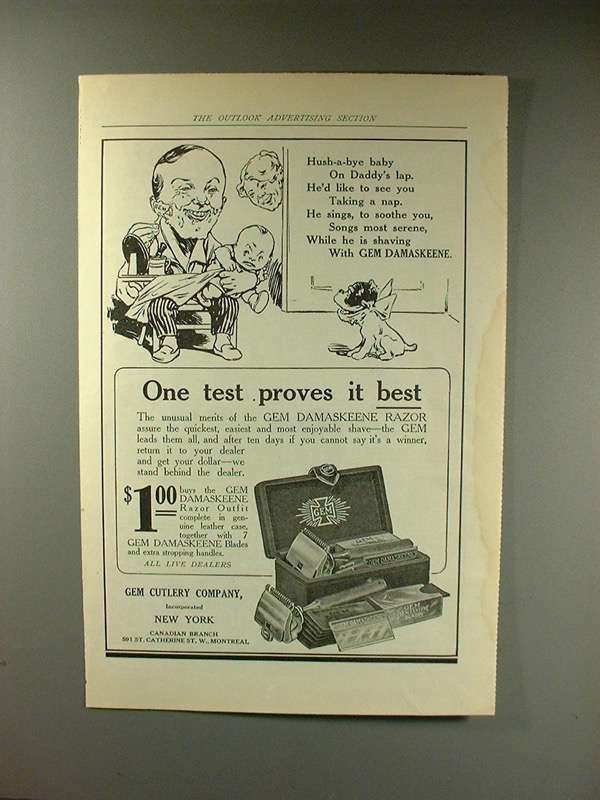 THE OUTLOOK ADVERTISING SECTION
Hush-a-bye baby
On Daddy's lap.
He'd like to see you
Taking a nap.
He sings, to soothe you,
Songs most serene,
While he is shaving
With GEM DAMASKEENE.
One test proves it best
The unusual merits of the GEM DAMASKEENE RAZOR
assure the quickest, easiest and most enjoyable shave—the GEM
leads them all, and after ten days if you cannot say it's a winner,
return it to your dealer
and get your dollar—we
stand behind the dealer.
$1.00 buys the GEM
DAMASKEENE
Razor Outfit
complete in gen-
uine leather case,
together with 7
GEM DAMASKEENE Blades
and extra stropping handles.
ALL LIVE DEALERS
GEM
GEM DAMASKEENE
GEM CUTLERY COMPANY,
Incorporated
NEW YORK
CANADIAN BRANCH
591 ST. CATHERINE ST. W., MONTREAL